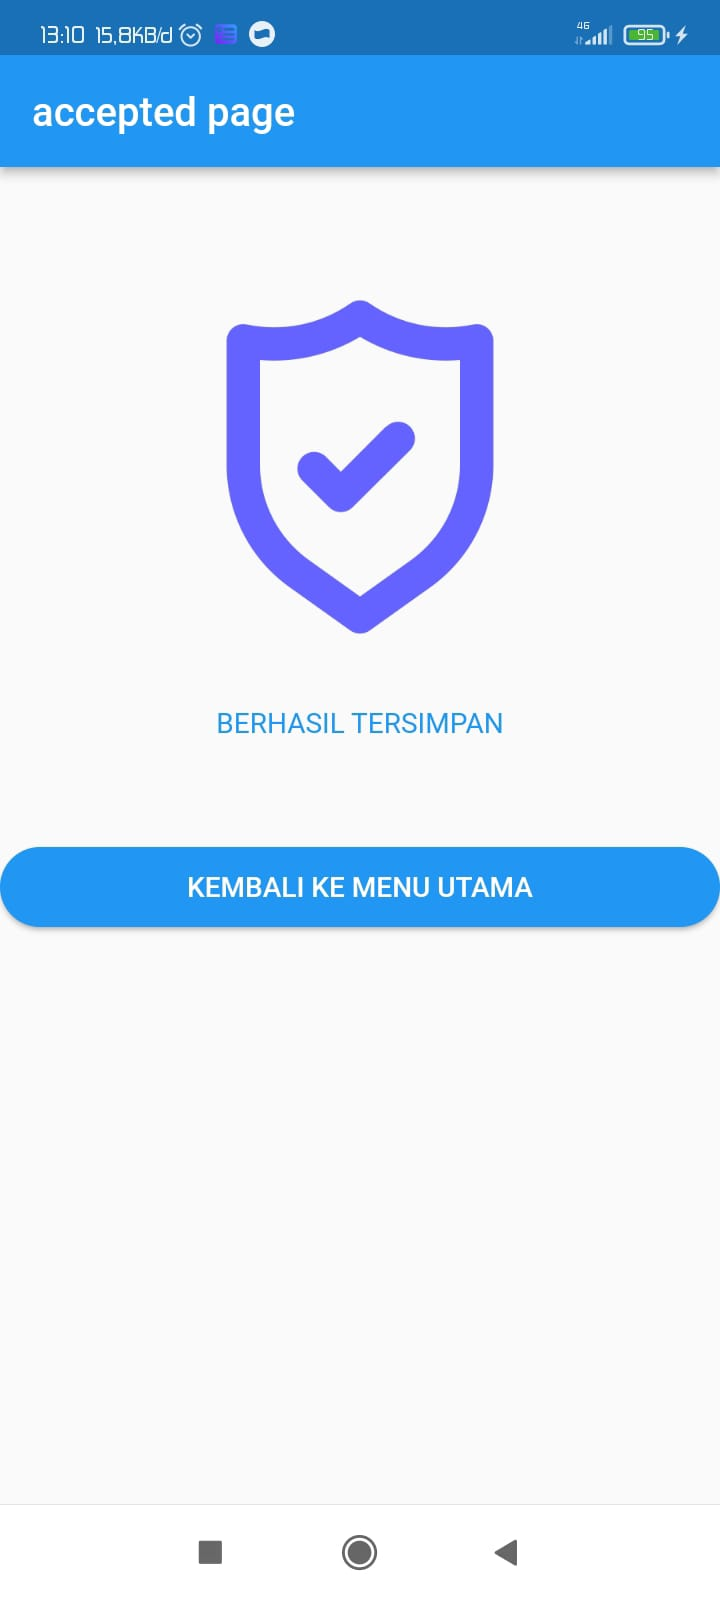 13:10 15,8KB/d
4G
95
accepted page
BERHASIL TERSIMPAN
KEMBALI KE MENU UTAMA